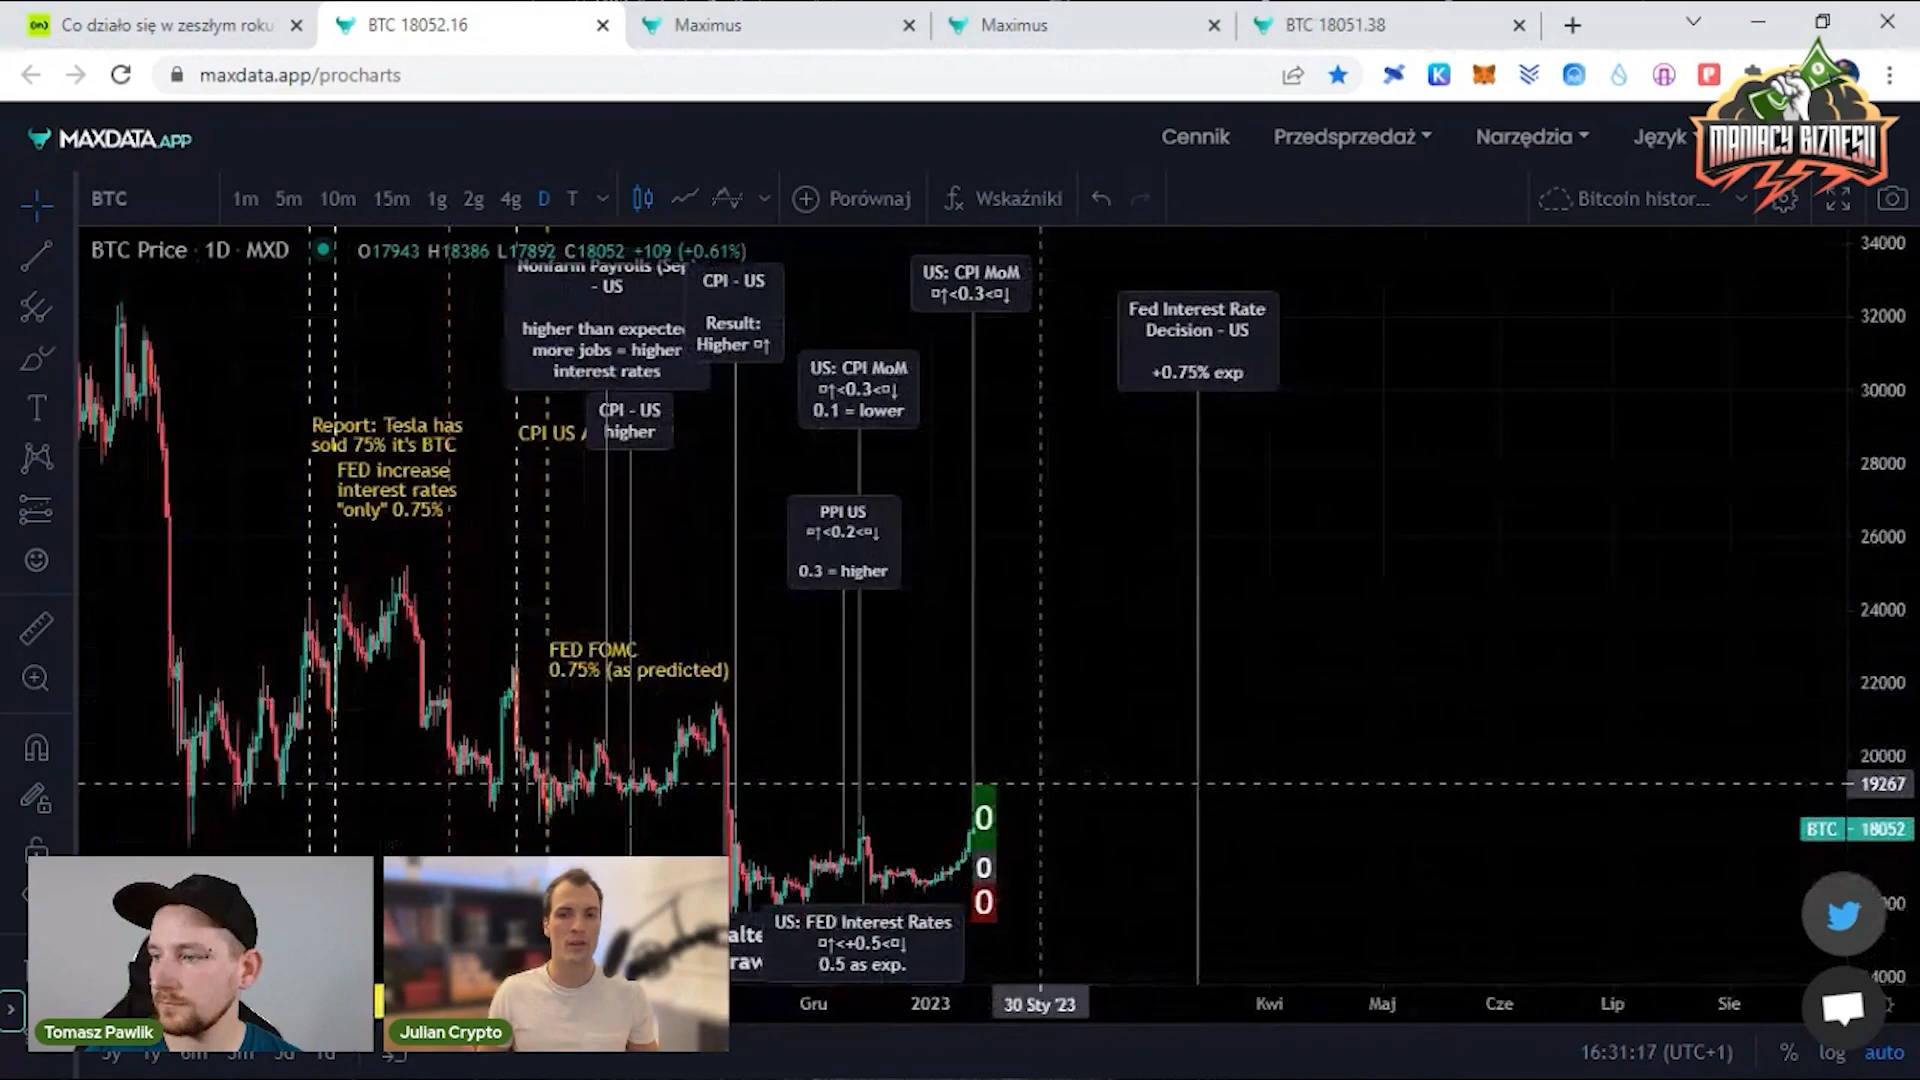 Co działo się w zeszłym roku
BTC 18052.16
Maximus
Maximus
BTC 18051.38
maxdata.app/procharts
MAXDATA.APP
Cennik
Przedsprzedaż
Narzędzia
Język
MANIACY BIZNESU
BTC
1m 5m 10m 15m 1g 2g 4g D T
Porównaj
Wskaźniki
Bitcoin histor...
BTC Price · 1D · MXD
O17943 H18386 L17892 C18052 +109 (+0.61%)
Nonfarm Payrolls (Sep
- US
higher than expected
more jobs = higher
interest rates
CPI - US
Result:
Higher ¤↑
CPI - US
higher
CPI US
Report: Tesla has
sold 75% it's BTC
FED increase
interest rates
"only" 0.75%
FED FOMC
0.75% (as predicted)
US: CPI MoM
¤↑<0.3<¤↓
0.1 = lower
PPI US
¤↑<0.2<¤↓
0.3 = higher
US: CPI MoM
¤↑<0.3<¤↓
Fed Interest Rate
Decision - US
+0.75% exp
US: FED Interest Rates
¤↑<+0.5<¤↓
0.5 as exp.
0
0
0
34000
32000
30000
28000
26000
24000
22000
20000
19267
BTC - 18052
Gru
2023
30 Sty '23
Kwi
Maj
Cze
Lip
Sie
Tomasz Pawlik
Julian Crypto
16:31:17 (UTC+1)
%
log
auto